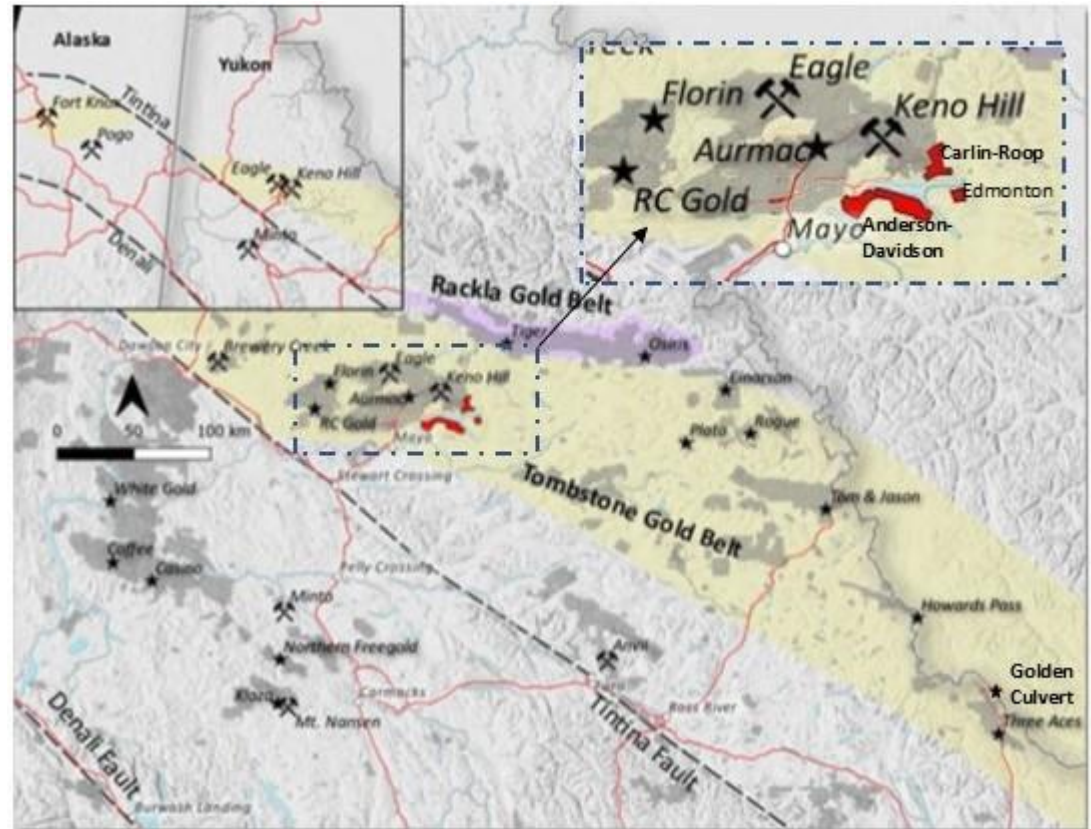 Alaska
Yukon
Fort Knox
Tintina
Pogo
Eagle
Keno Hill
Minto
Denali
Eagle
Florin
Keno Hill
Aurmac
Carlin-Roop
Edmonton
RC Gold
Mayo
Anderson-
Davidson
Rackla Gold Belt
Tiger
Osiris
Dawson City
Brewery Creek
Eagle
Florin
Keno Hill
Aurmac
RC Gold
Mayo
0 50 100 km
Stewart Crossing
Einarson
Plata
Rogue
Tombstone Gold Belt
Tom & Jason
White Gold
Coffee
Casino
Pelly Crossing
Minto
Howards Pass
Northern Freegold
Anvil
Faro
Golden
Culvert
Klaza
Carmacks
Mt. Nansen
Ross River
Three Aces
Denali Fault
Tintina Fault
Burwash Landing